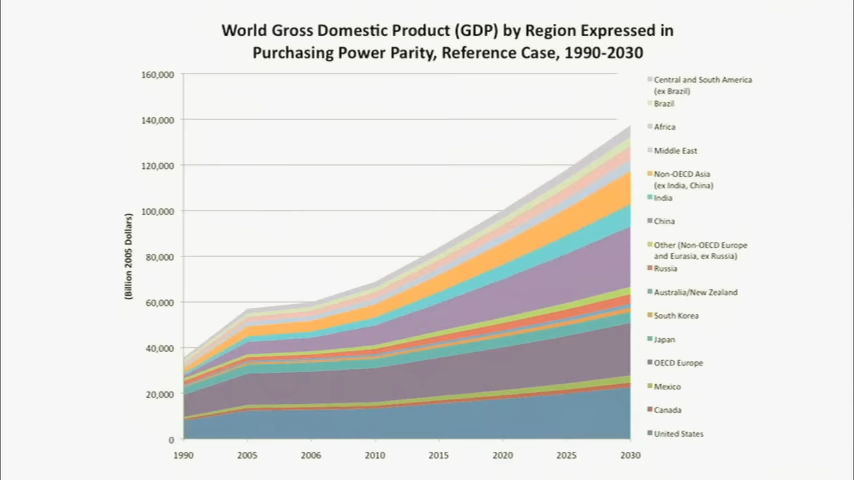 World Gross Domestic Product (GDP) by Region Expressed in
Purchasing Power Parity, Reference Case, 1990-2030
160,000
140,000
120,000
100,000
80,000
60,000
40,000
20,000
0
(Billion 2005 Dollars)
1990
2005
2006
2010
2015
2020
2025
2030
Central and South America
(ex Brazil)
Brazil
Africa
Middle East
Non-OECD Asia
(ex India, China)
India
China
Other (Non-OECD Europe
and Eurasia, ex Russia)
Russia
Australia/New Zealand
South Korea
Japan
OECD Europe
Mexico
Canada
United States